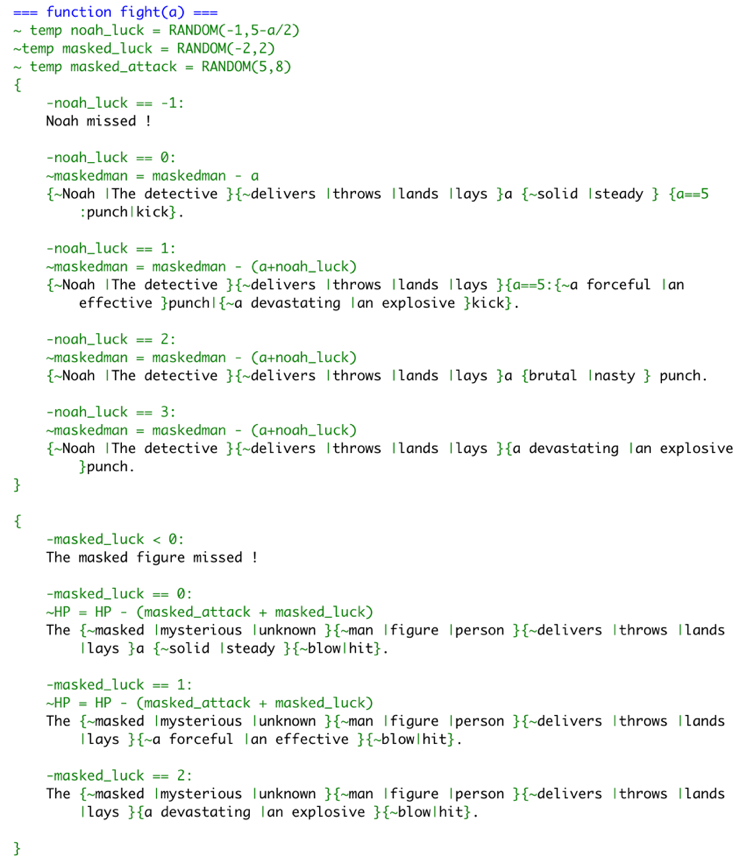 === function fight(a) ===
~ temp noah_luck = RANDOM(-1,5-a/2)
~temp masked_luck = RANDOM(-2,2)
~ temp masked_attack = RANDOM(5,8)
{
-noah_luck == -1:
Noah missed !
-noah_luck == 0:
~maskedman = maskedman - a
{~Noah |The detective }{~delivers |throws |lands |lays }a {~solid |steady } {a==5
:punch|kick}.
-noah_luck == 1:
~maskedman = maskedman - (a+noah_luck)
{~Noah |The detective }{~delivers |throws |lands |lays }{a==5:{~a forceful |an
effective }punch|{~a devastating |an explosive }kick}.
-noah_luck == 2:
~maskedman = maskedman - (a+noah_luck)
{~Noah |The detective }{~delivers |throws |lands |lays }a {brutal |nasty } punch.
-noah_luck == 3:
~maskedman = maskedman - (a+noah_luck)
{~Noah |The detective }{~delivers |throws |lands |lays }{a devastating |an explosive
}punch.
}
{
-masked_luck < 0:
The masked figure missed !
-masked_luck == 0:
~HP = HP - (masked_attack + masked_luck)
The {~masked |mysterious |unknown }{~man |figure |person }{~delivers |throws |lands
|lays }a {~solid |steady }{~blow|hit}.
-masked_luck == 1:
~HP = HP - (masked_attack + masked_luck)
The {~masked |mysterious |unknown }{~man |figure |person }{~delivers |throws |lands
|lays }{~a forceful |an effective }{~blow|hit}.
-masked_luck == 2:
The {~masked |mysterious |unknown }{~man |figure |person }{~delivers |throws |lands
|lays }{a devastating |an explosive }{~blow|hit}.
}